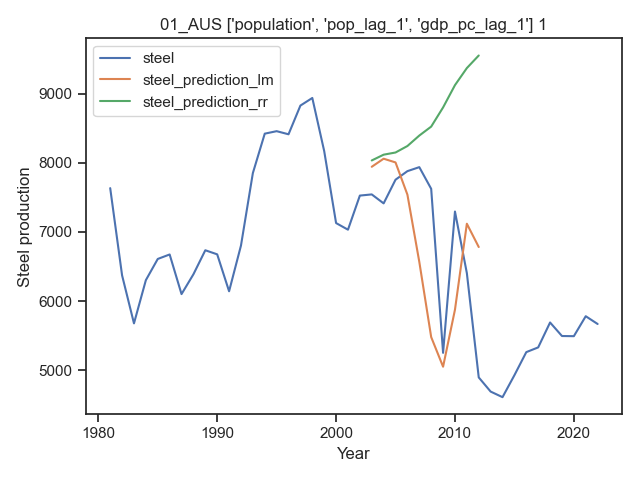 01_AUS ['population', 'pop_lag_1', 'gdp_pc_lag_1'] 1
steel
steel_prediction_lm
steel_prediction_rr
9000
8000
7000
6000
5000
Steel production
1980
1990
2000
2010
2020
Year